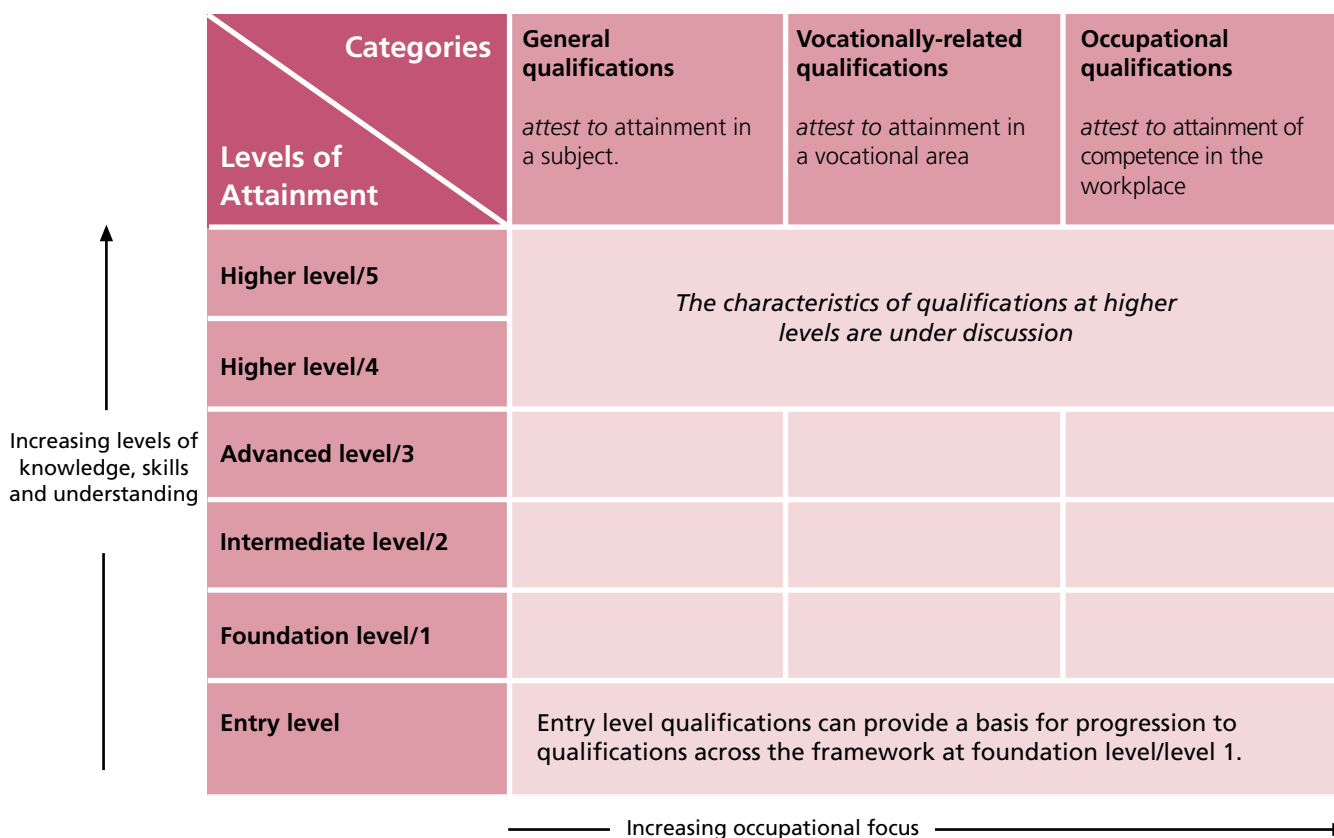 Categories
Levels of
Attainment
General
qualifications
attest to attainment in
a subject.
Vocationally-related
qualifications
attest to attainment in
a vocational area
Occupational
qualifications
attest to attainment of
competence in the
workplace
Higher level/5
Higher level/4
The characteristics of qualifications at higher
levels are under discussion
Increasing levels of
knowledge, skills
and understanding
Advanced level/3
Intermediate level/2
Foundation level/1
Entry level
Entry level qualifications can provide a basis for progression to
qualifications across the framework at foundation level/level 1.
Increasing occupational focus